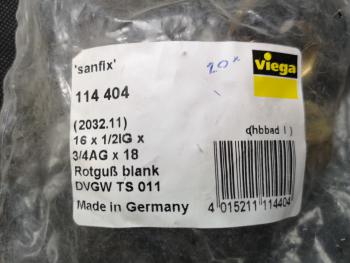 'sanfix'
20x
viega
114 404
(2032.11)
16 x 1/2IG x
3/4AG x 18
Rotguß blank
DVGW TS 011
Made in Germany
4 015211 114404